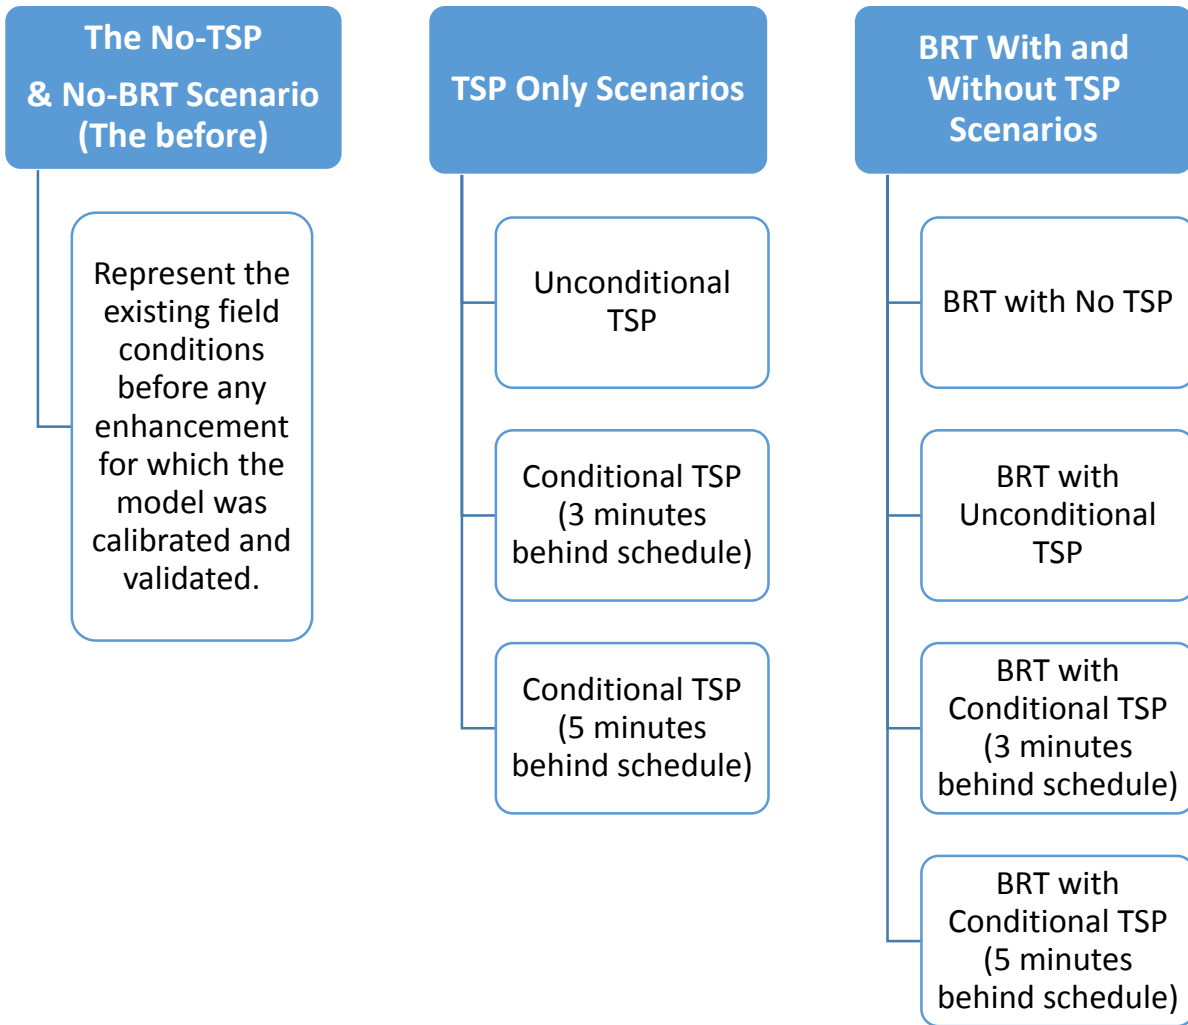 The No-TSP
& No-BRT Scenario
(The before)
Represent the
existing field
conditions
before any
enhancement
for which the
model was
calibrated and
validated.
TSP Only Scenarios
Unconditional
TSP
Conditional TSP
(3 minutes
behind schedule)
Conditional TSP
(5 minutes
behind schedule)
BRT With and
Without TSP
Scenarios
BRT with No TSP
BRT with
Unconditional
TSP
BRT with
Conditional TSP
(3 minutes
behind schedule)
BRT with
Conditional TSP
(5 minutes
behind schedule)